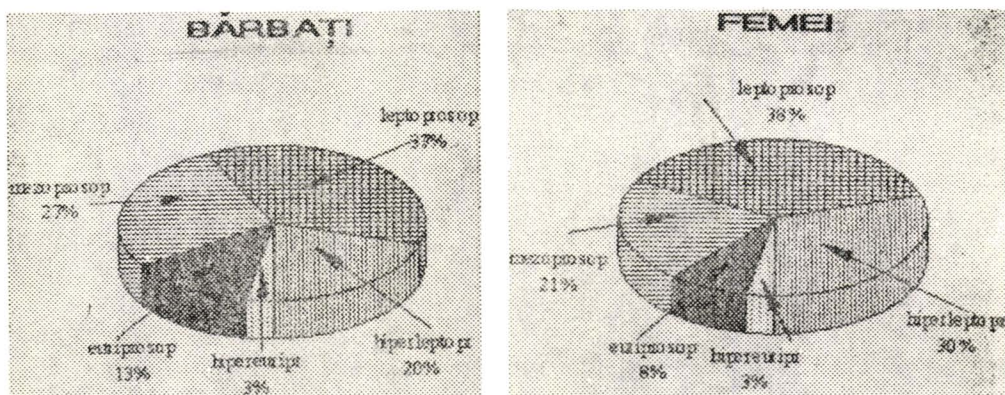 BĂRBAȚI
leptoprosop
37%
mezoprosop
27%
euriprosop
13%
hipereuripr
3%
hiperleptopr
20%
FEMEI
leptoprosop
38%
mezoprosop
21%
euriprosop
8%
hipereuripr
3%
hiperleptopr
30%